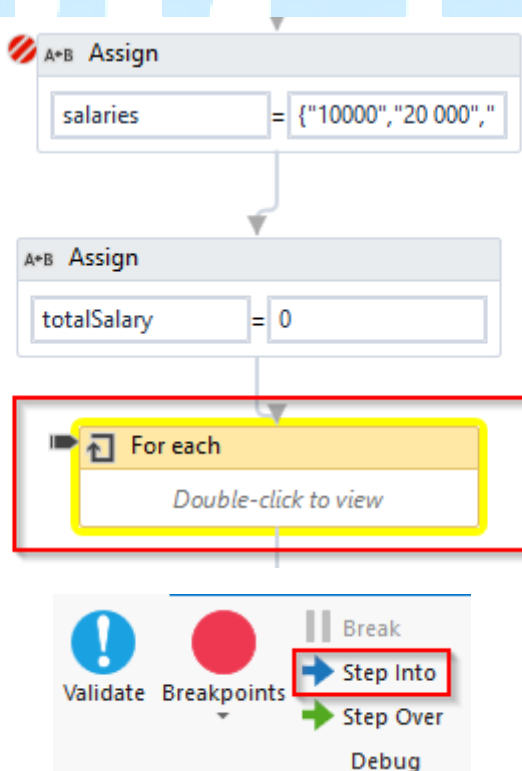 A+B Assign
salaries = {"10000","20 000","
A+B Assign
totalSalary = 0
For each
Double-click to view
Break
Step Into
Validate Breakpoints
Step Over
Debug